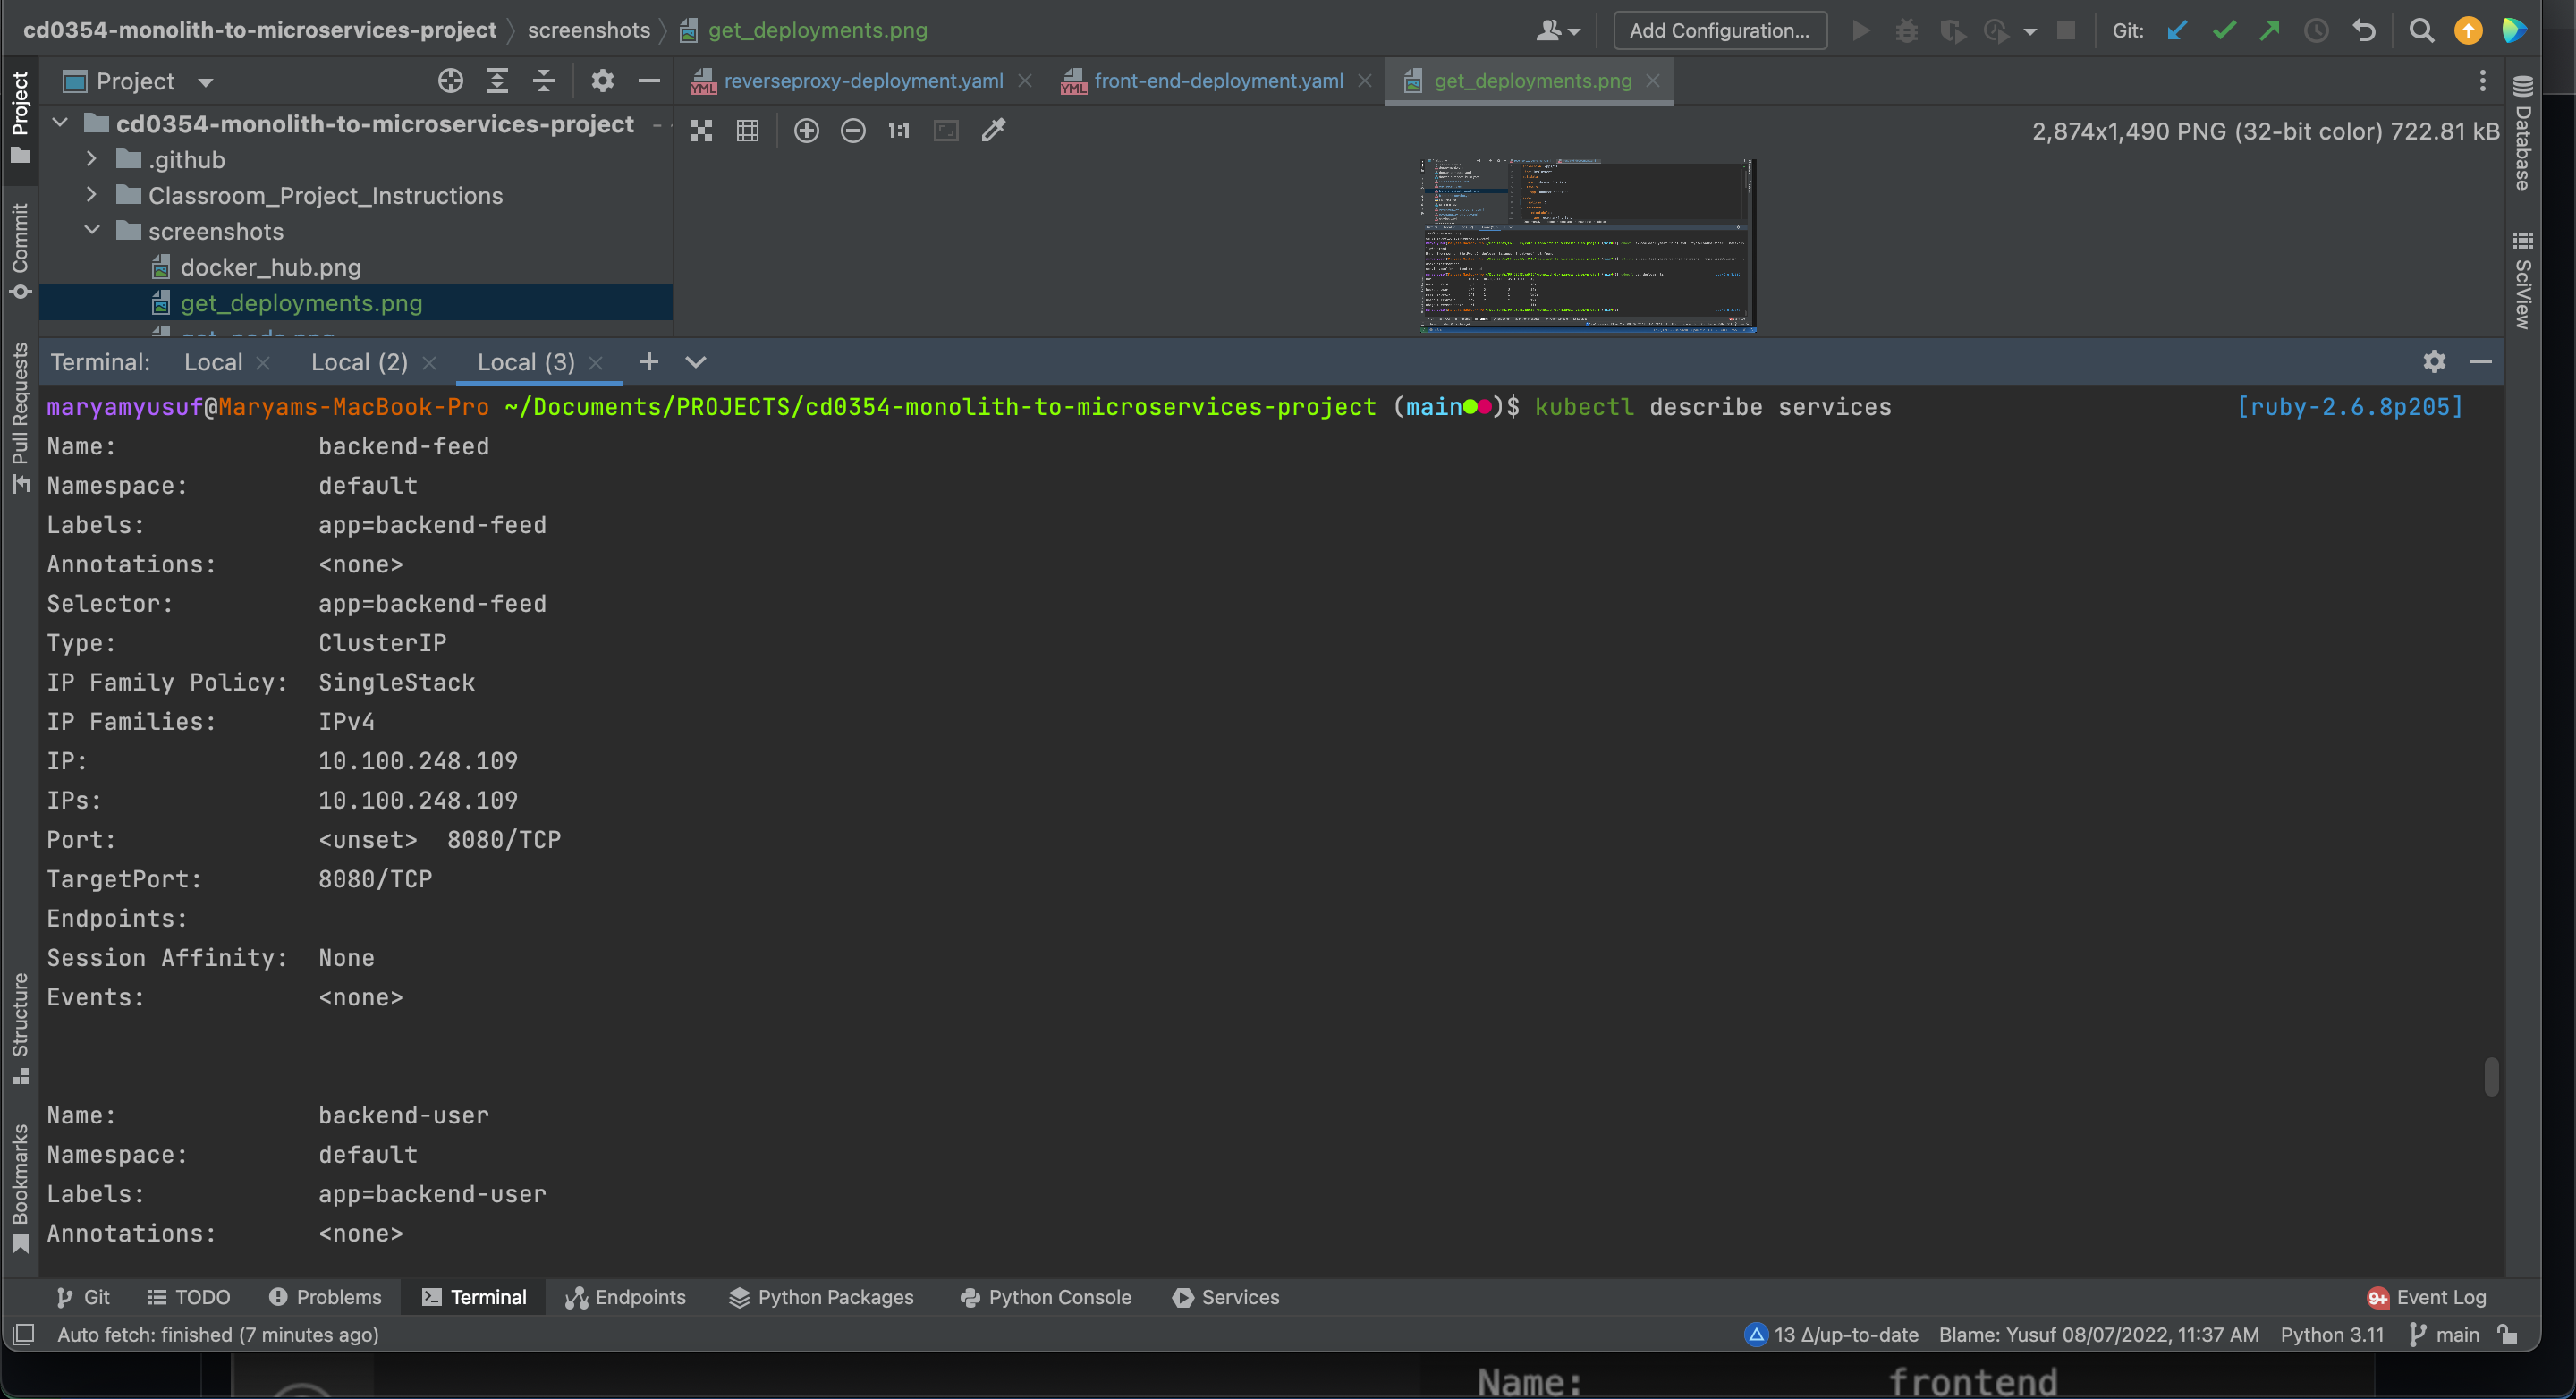 cd0354-monolith-to-microservices-project screenshots get_deployments.png Add Configuration... Git:
Project reverseproxy-deployment.yaml front-end-deployment.yaml get_deployments.png
cd0354-monolith-to-microservices-project 2,874x1,490 PNG (32-bit color) 722.81 kB
.github
Classroom_Project_Instructions
screenshots
docker_hub.png
get_deployments.png
Terminal: Local Local (2) Local (3)
maryamyusuf@Maryams-MacBook-Pro ~/Documents/PROJECTS/cd0354-monolith-to-microservices-project (main)$ kubectl describe services [ruby-2.6.8p205]
Name: backend-feed
Namespace: default
Labels: app=backend-feed
Annotations: <none>
Selector: app=backend-feed
Type: ClusterIP
IP Family Policy: SingleStack
IP Families: IPv4
IP: 10.100.248.109
IPs: 10.100.248.109
Port: <unset> 8080/TCP
TargetPort: 8080/TCP
Endpoints:
Session Affinity: None
Events: <none>
Name: backend-user
Namespace: default
Labels: app=backend-user
Annotations: <none>
Git TODO Problems Terminal Endpoints Python Packages Python Console Services 9+ Event Log
Auto fetch: finished (7 minutes ago) 13 Δ/up-to-date Blame: Yusuf 08/07/2022, 11:37 AM Python 3.11 main
Name: frontend
Project
Commit
Pull Requests
Structure
Bookmarks
Database
SciView